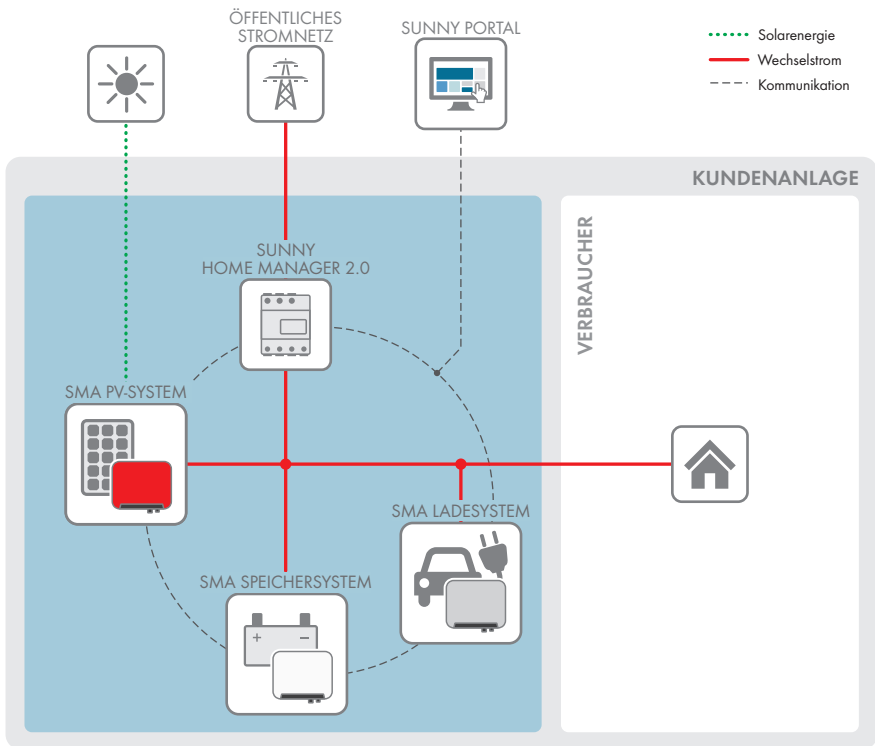 ÖFFENTLICHES
STROMNETZ
SUNNY PORTAL
Solarenergie
Wechselstrom
Kommunikation
KUNDENANLAGE
VERBRAUCHER
SUNNY
HOME MANAGER 2.0
SMA PV-SYSTEM
SMA LADESYSTEM
SMA SPEICHERSYSTEM
+ –